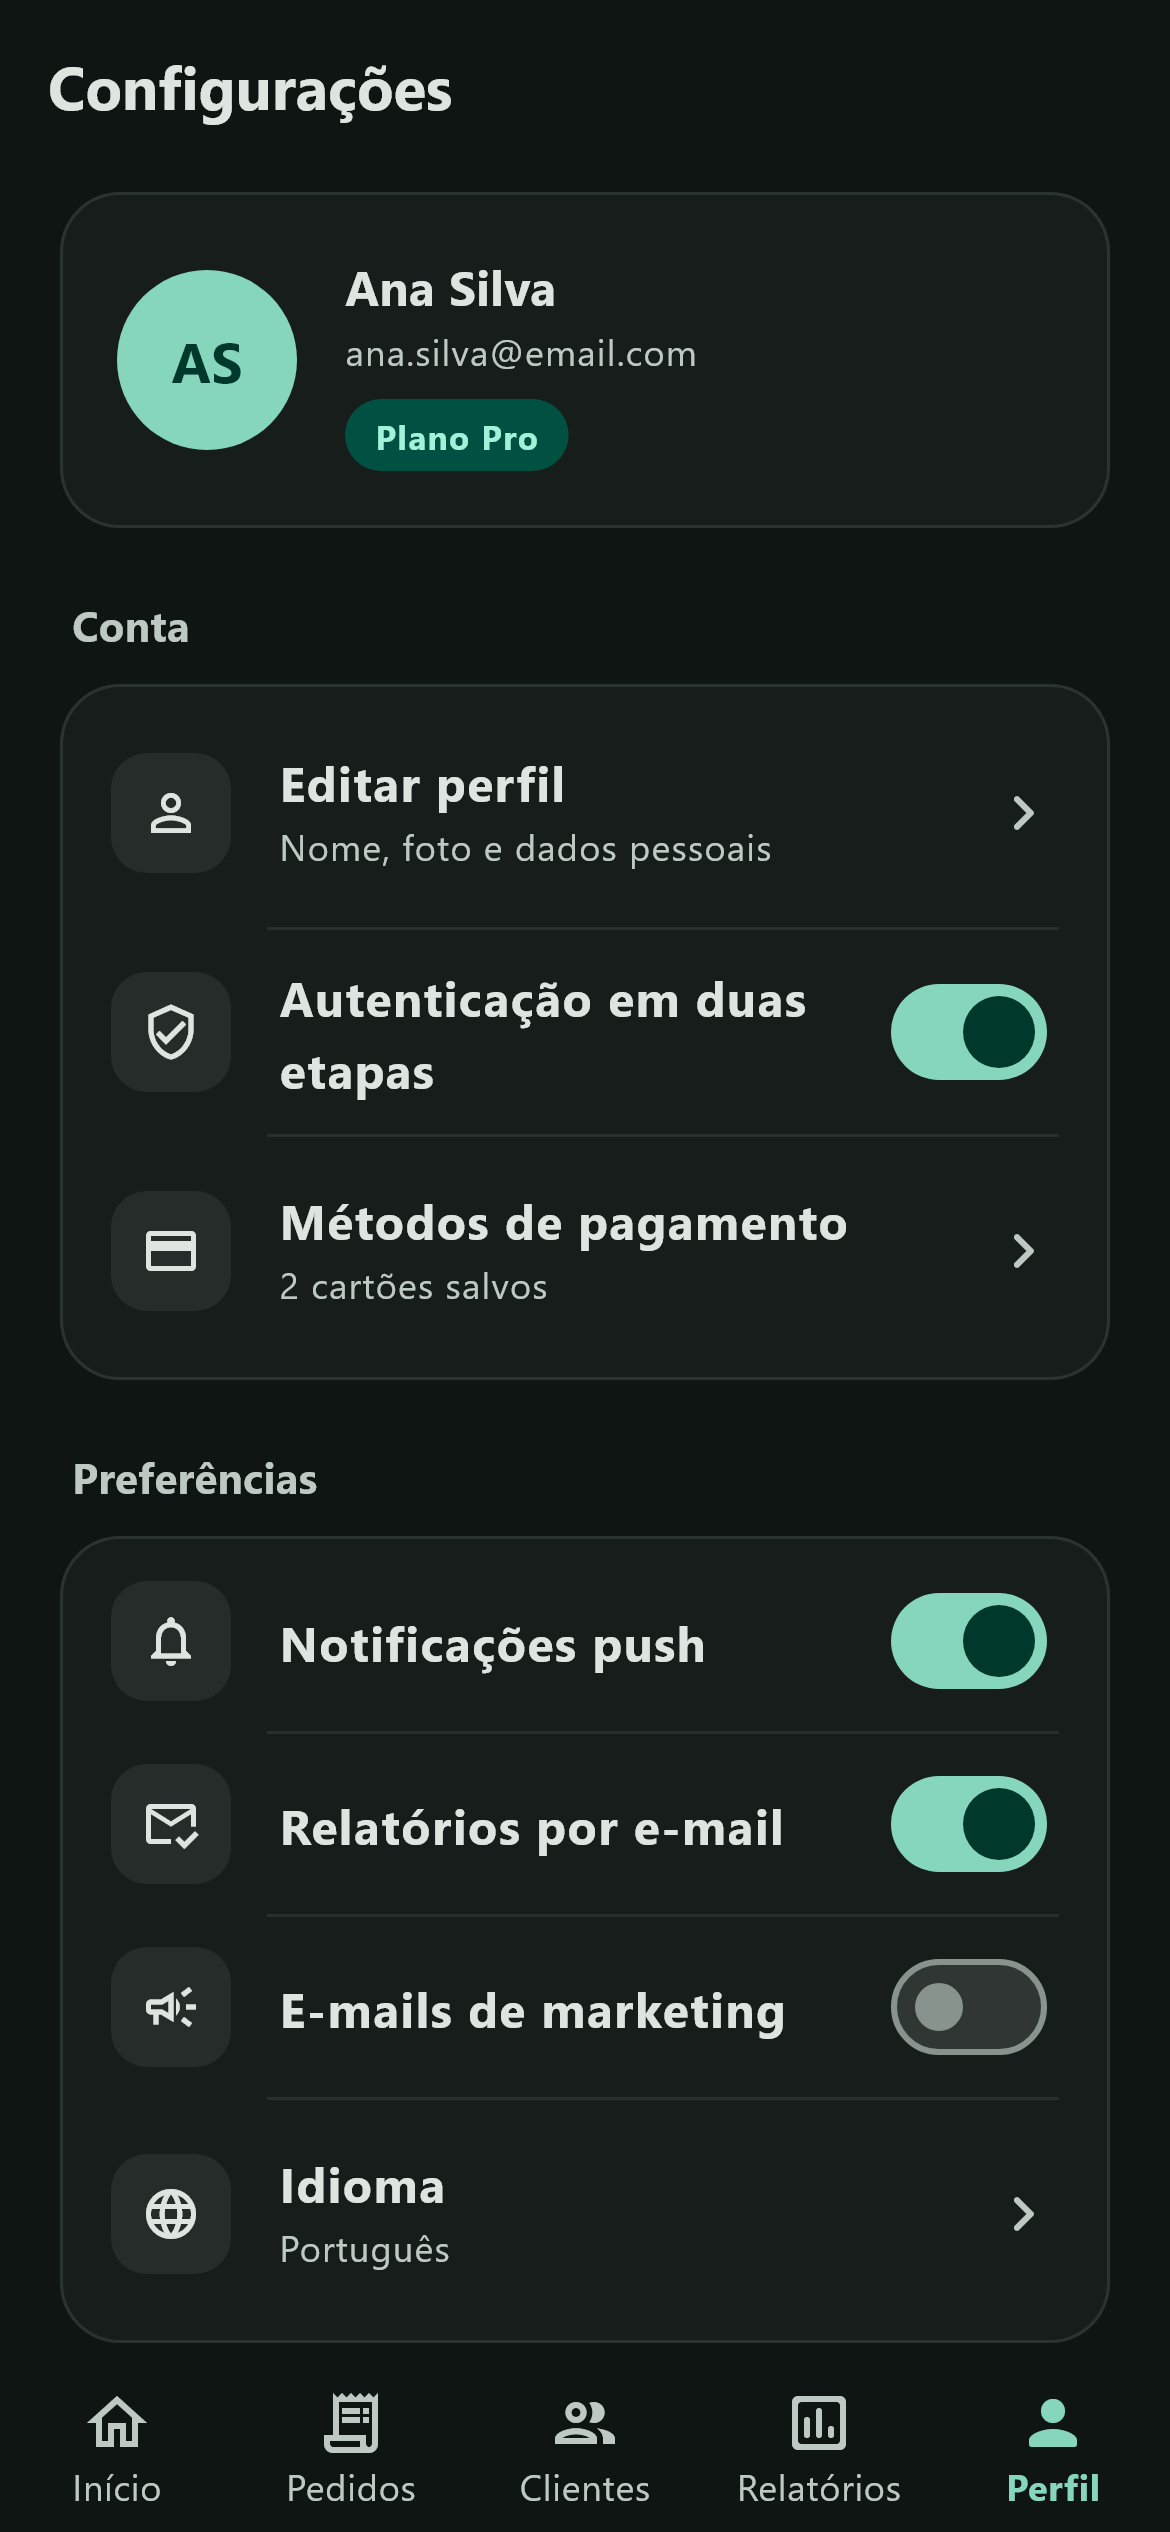 Configurações
AS
Ana Silva
ana.silva@email.com
Plano Pro
Conta
Editar perfil
Nome, foto e dados pessoais
Autenticação em duas
etapas
Métodos de pagamento
2 cartões salvos
Preferências
Notificações push
Relatórios por e-mail
E-mails de marketing
Idioma
Português
Início
Pedidos
Clientes
Relatórios
Perfil